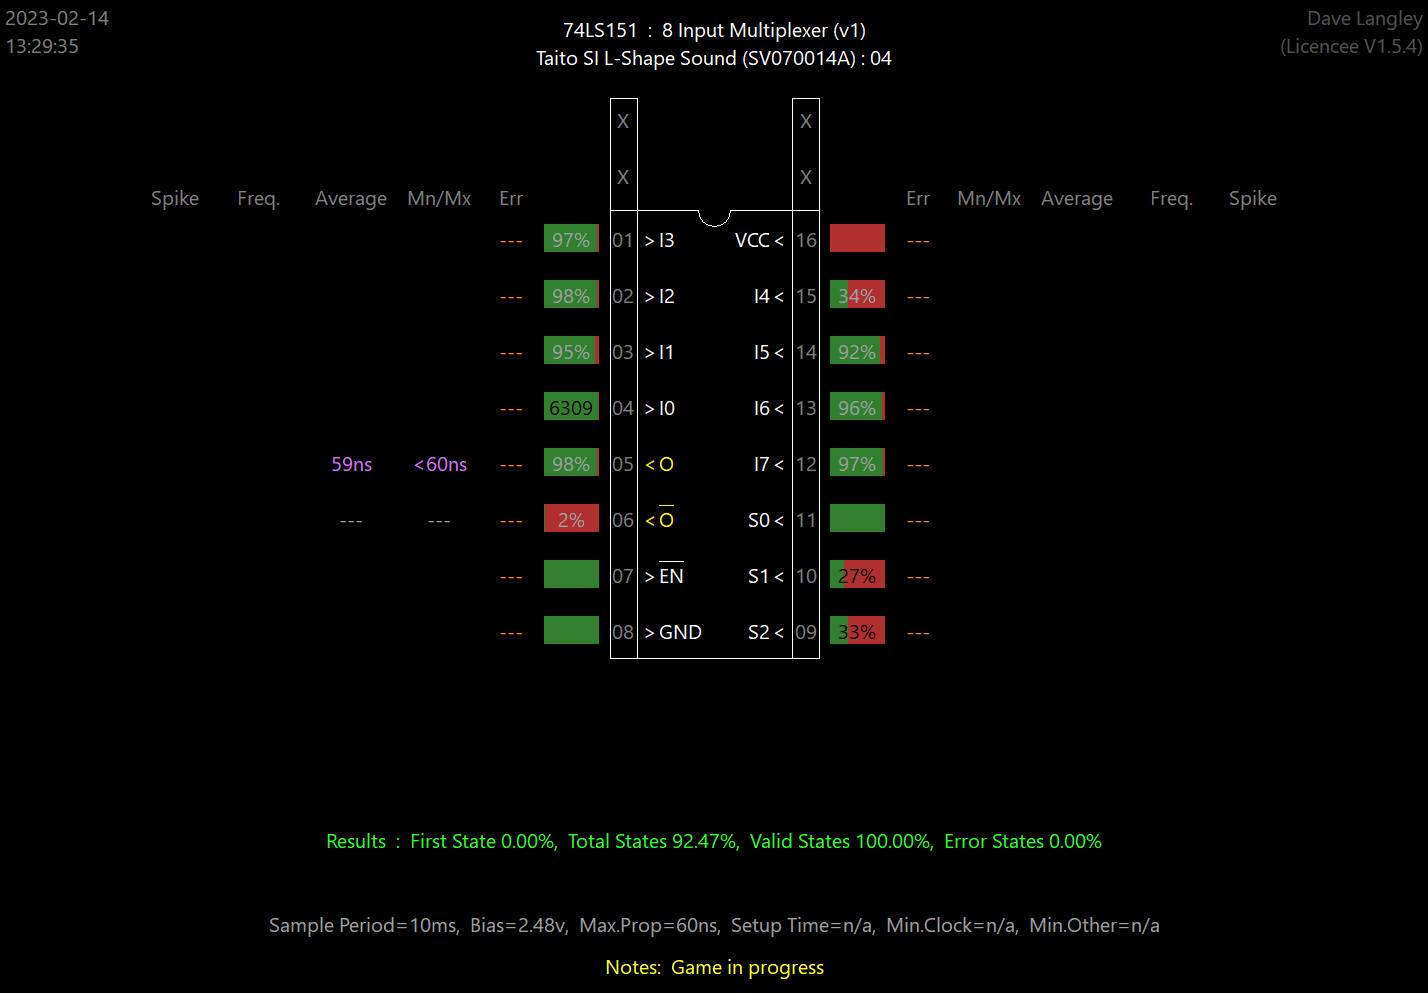 2023-02-14
13:29:35
74LS151 : 8 Input Multiplexer (v1)
Taito SI L-Shape Sound (SV070014A) : 04
Dave Langley
(Licencee V1.5.4)
X X
X X
Spike Freq. Average Mn/Mx Err Err Mn/Mx Average Freq. Spike
--- 97% 01 > I3 VCC < 16 ---
--- 98% 02 > I2 I4 < 15 34% ---
--- 95% 03 > I1 I5 < 14 92% ---
--- 6309 04 > I0 I6 < 13 96% ---
59ns <60ns --- 98% 05 < O I7 < 12 97% ---
--- --- --- 2% 06 < O S0 < 11 ---
--- 07 > EN S1 < 10 27% ---
--- 08 > GND S2 < 09 33% ---
Results : First State 0.00%, Total States 92.47%, Valid States 100.00%, Error States 0.00%
Sample Period=10ms, Bias=2.48v, Max.Prop=60ns, Setup Time=n/a, Min.Clock=n/a, Min.Other=n/a
Notes: Game in progress